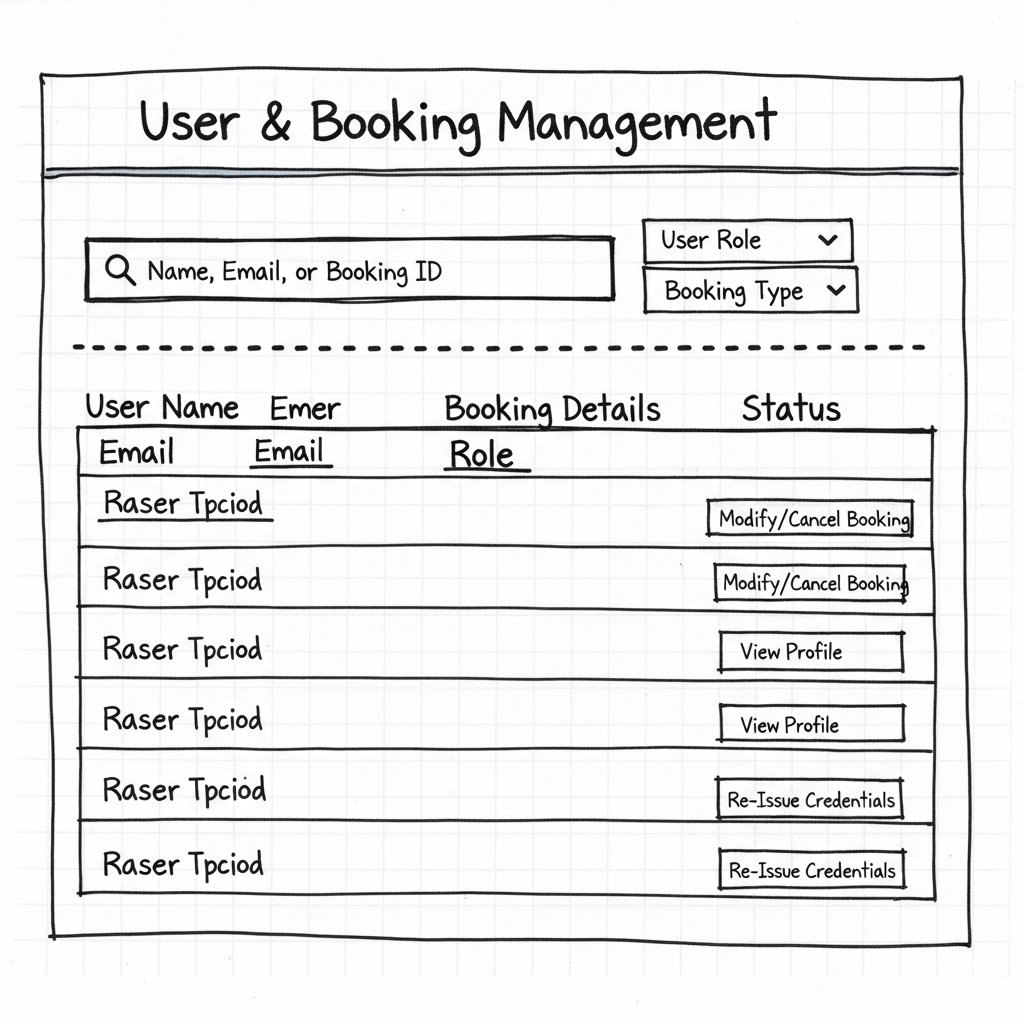 User & Booking Management
Name, Email, or Booking ID
User Role
Booking Type
User Name Emer Booking Details Status
Email Email Role
Raser Tpciod Modify/Cancel Booking
Raser Tpciod Modify/Cancel Booking
Raser Tpciod View Profile
Raser Tpciod View Profile
Raser Tpciod Re-Issue Credentials
Raser Tpciod Re-Issue Credentials